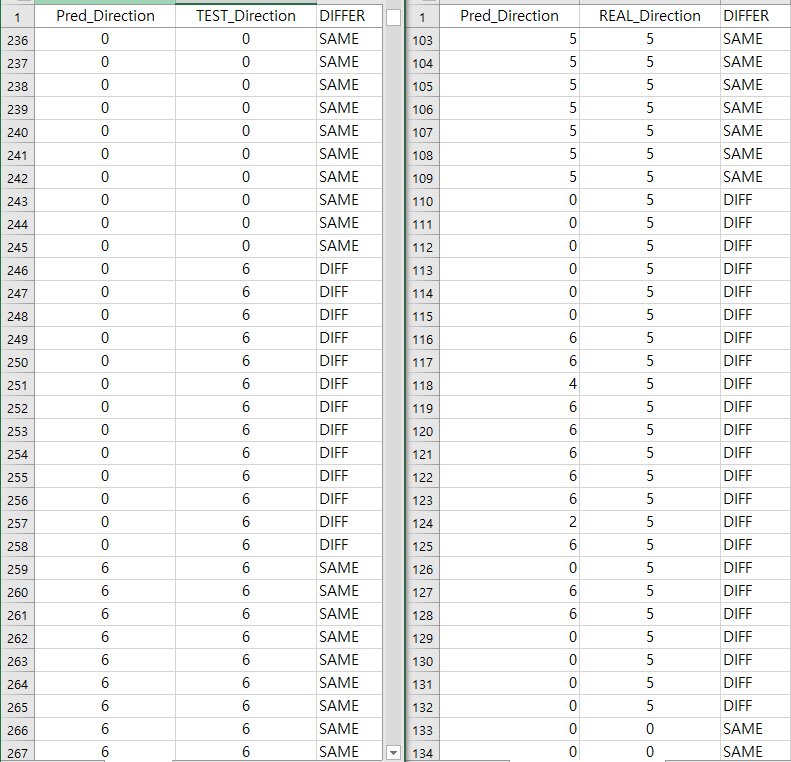 1 Pred_Direction TEST_Direction DIFFER 1 Pred_Direction REAL_Direction DIFFER
236 0 0 SAME 103 5 5 SAME
237 0 0 SAME 104 5 5 SAME
238 0 0 SAME 105 5 5 SAME
239 0 0 SAME 106 5 5 SAME
240 0 0 SAME 107 5 5 SAME
241 0 0 SAME 108 5 5 SAME
242 0 0 SAME 109 5 5 SAME
243 0 0 SAME 110 0 5 DIFF
244 0 0 SAME 111 0 5 DIFF
245 0 0 SAME 112 0 5 DIFF
246 0 6 DIFF 113 0 5 DIFF
247 0 6 DIFF 114 0 5 DIFF
248 0 6 DIFF 115 0 5 DIFF
249 0 6 DIFF 116 6 5 DIFF
250 0 6 DIFF 117 6 5 DIFF
251 0 6 DIFF 118 4 5 DIFF
252 0 6 DIFF 119 6 5 DIFF
253 0 6 DIFF 120 6 5 DIFF
254 0 6 DIFF 121 6 5 DIFF
255 0 6 DIFF 122 6 5 DIFF
256 0 6 DIFF 123 6 5 DIFF
257 0 6 DIFF 124 2 5 DIFF
258 0 6 DIFF 125 6 5 DIFF
259 6 6 SAME 126 0 5 DIFF
260 6 6 SAME 127 6 5 DIFF
261 6 6 SAME 128 6 5 DIFF
262 6 6 SAME 129 0 5 DIFF
263 6 6 SAME 130 0 5 DIFF
264 6 6 SAME 131 0 5 DIFF
265 6 6 SAME 132 0 5 DIFF
266 6 6 SAME 133 0 0 SAME
267 6 6 SAME 134 0 0 SAME